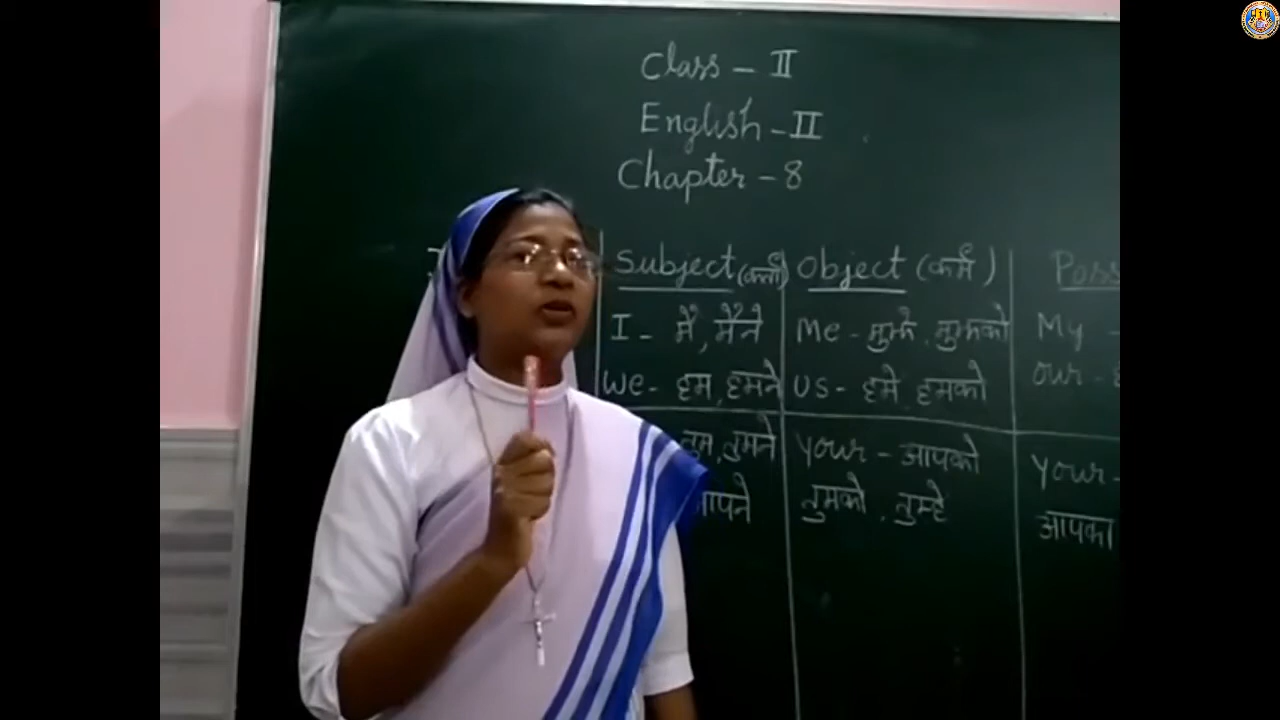 Class - II
English - II
Chapter - 8
Subject (कर्ता) Object (कर्म) Poss
I - मैं, मैंने Me - मुझे, मुझको My -
We - हम, हमने us - हमे हमको our -
तुम, तुमने your - आपको your -
आपने तुमको, तुम्हे आपका